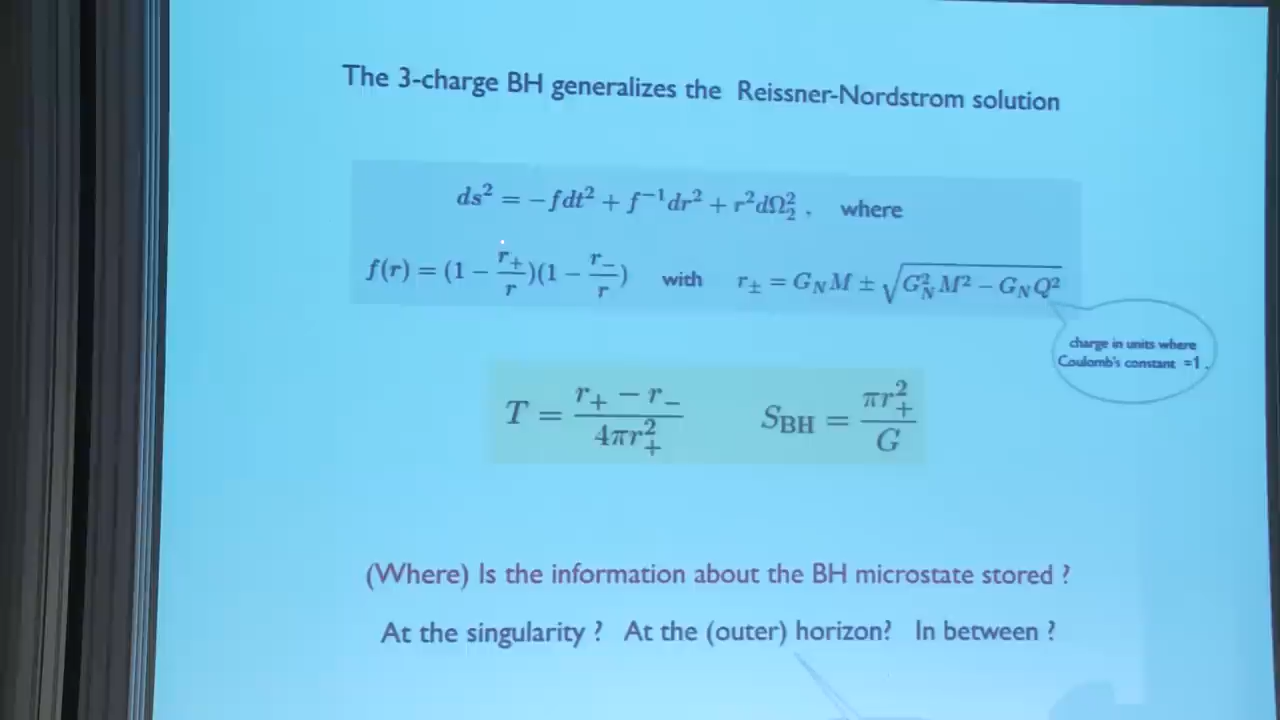 The 3-charge BH generalizes the Reissner-Nordstrom solution
ds² = −fdt² + f⁻¹dr² + r²dΩ₂² , where
f(r) = (1 − r₊/r)(1 − r₋/r) with r± = G_N M ± √(G_N² M² − G_N Q²)
charge in units where
Coulomb's constant =1 .
T = (r₊ − r₋)/(4πr₊²) S_BH = πr₊²/G
(Where) Is the information about the BH microstate stored ?
At the singularity ? At the (outer) horizon? In between ?